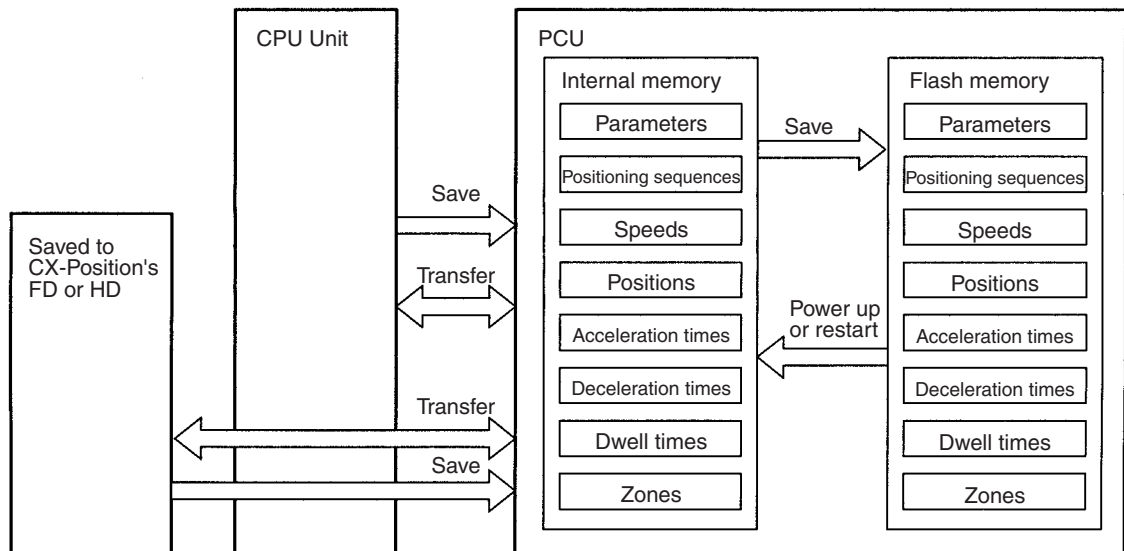 CPU Unit
PCU
Internal memory
Flash memory
Parameters
Save
Parameters
Positioning sequences
Positioning sequences
Save
Speeds
Speeds
Saved to
CX-Position's
FD or HD
Transfer
Positions
Positions
Power up
or restart
Acceleration times
Acceleration times
Deceleration times
Deceleration times
Transfer
Dwell times
Dwell times
Save
Zones
Zones